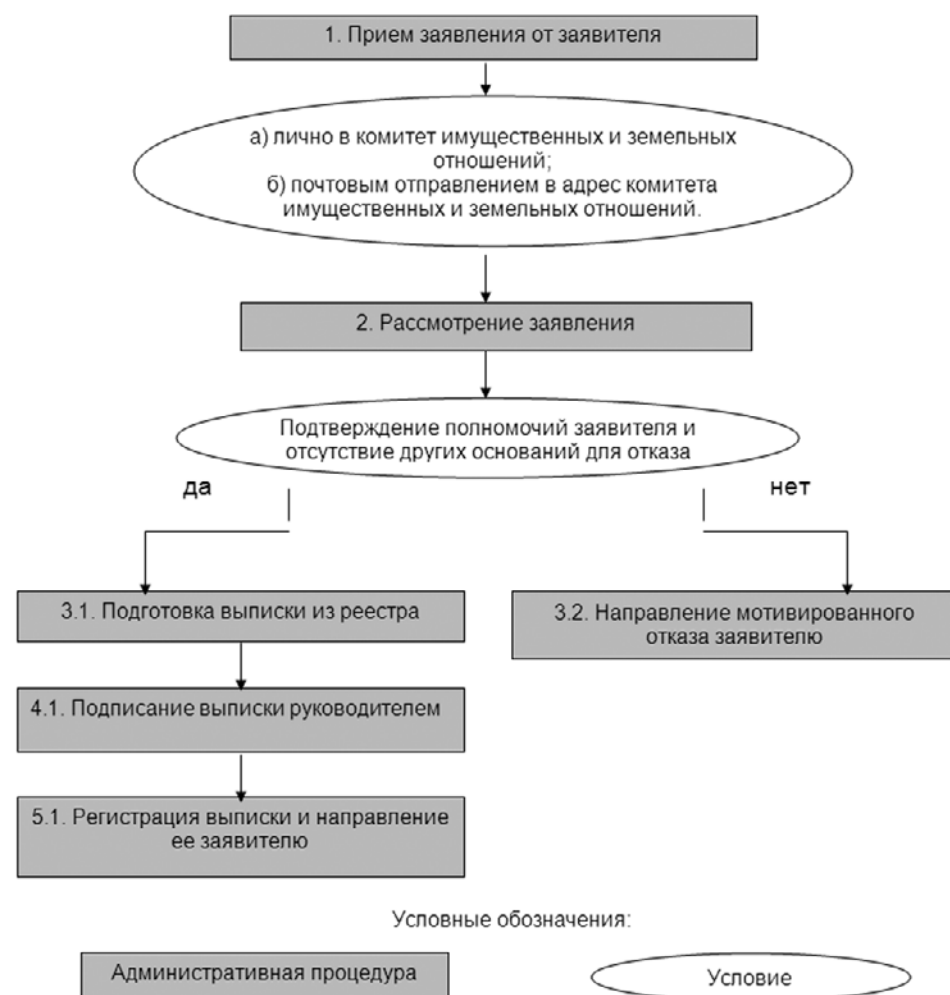 1. Прием заявления от заявителя
а) лично в комитет имущественных и земельных
отношений;
б) почтовым отправлением в адрес комитета
имущественных и земельных отношений.
2. Рассмотрение заявления
Подтверждение полномочий заявителя и
отсутствие других оснований для отказа
да
нет
3.1. Подготовка выписки из реестра
3.2. Направление мотивированного
отказа заявителю
4.1. Подписание выписки руководителем
5.1. Регистрация выписки и направление
ее заявителю
Условные обозначения:
Административная процедура
Условие